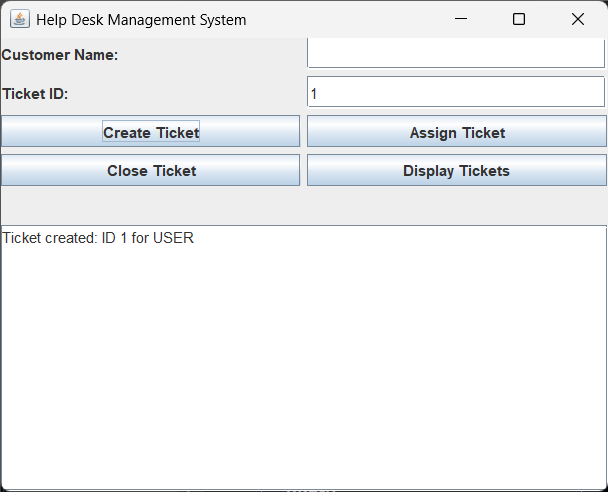 Help Desk Management System
Customer Name:
Ticket ID:
1
Create Ticket
Assign Ticket
Close Ticket
Display Tickets
Ticket created: ID 1 for USER